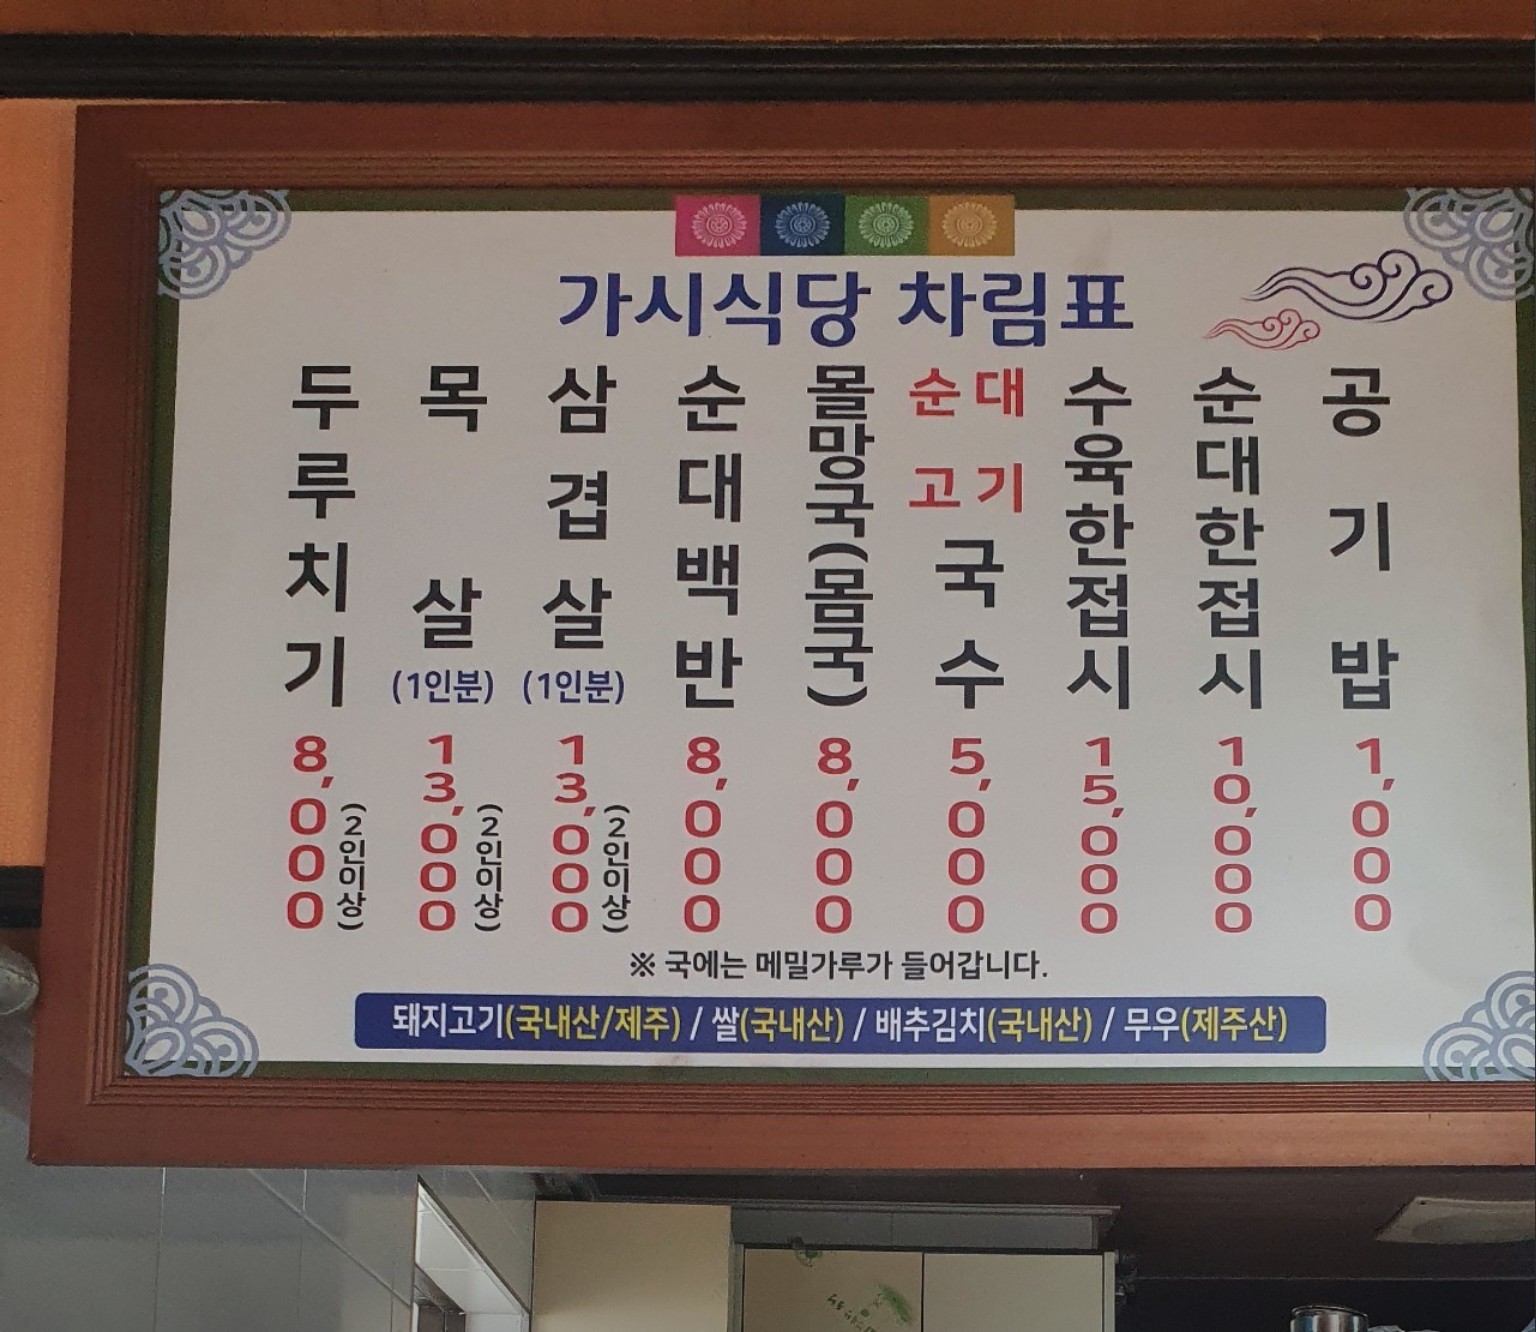 가시식당 차림표
두루치기 8,000 (2인이상)
목살 (1인분) 13,000 (2인이상)
삼겹살 (1인분) 13,000 (2인이상)
순대백반 8,000
몰망국(몸국) 8,000
순대 고기 국수 5,000
수육한접시 15,000
순대한접시 10,000
공기밥 1,000
※ 국에는 메밀가루가 들어갑니다.
돼지고기(국내산/제주) / 쌀(국내산) / 배추김치(국내산) / 무우(제주산)